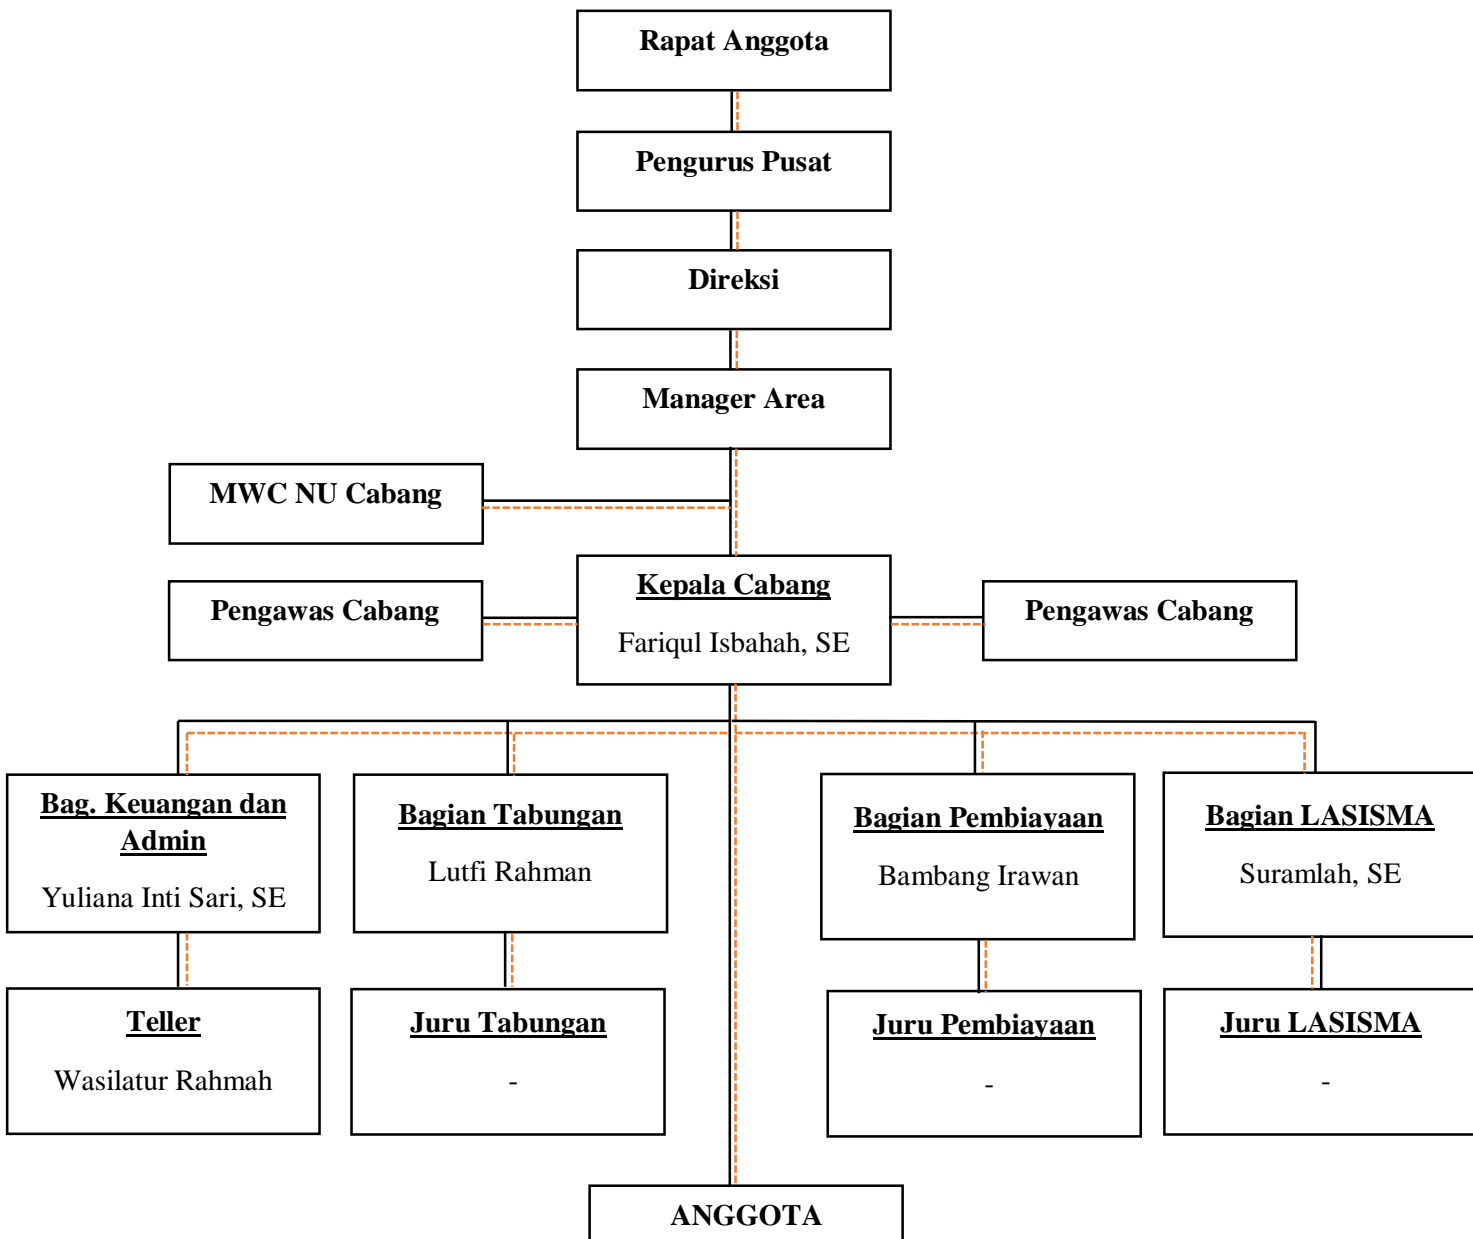 Rapat Anggota
Pengurus Pusat
Direksi
Manager Area
MWC NU Cabang
Pengawas Cabang
Kepala Cabang
Fariqul Isbahah, SE
Pengawas Cabang
Bag. Keuangan dan
Admin
Yuliana Inti Sari, SE
Bagian Tabungan
Lutfi Rahman
Bagian Pembiayaan
Bambang Irawan
Bagian LASISMA
Suramlah, SE
Teller
Wasilatur Rahmah
Juru Tabungan
-
Juru Pembiayaan
-
Juru LASISMA
-
ANGGOTA